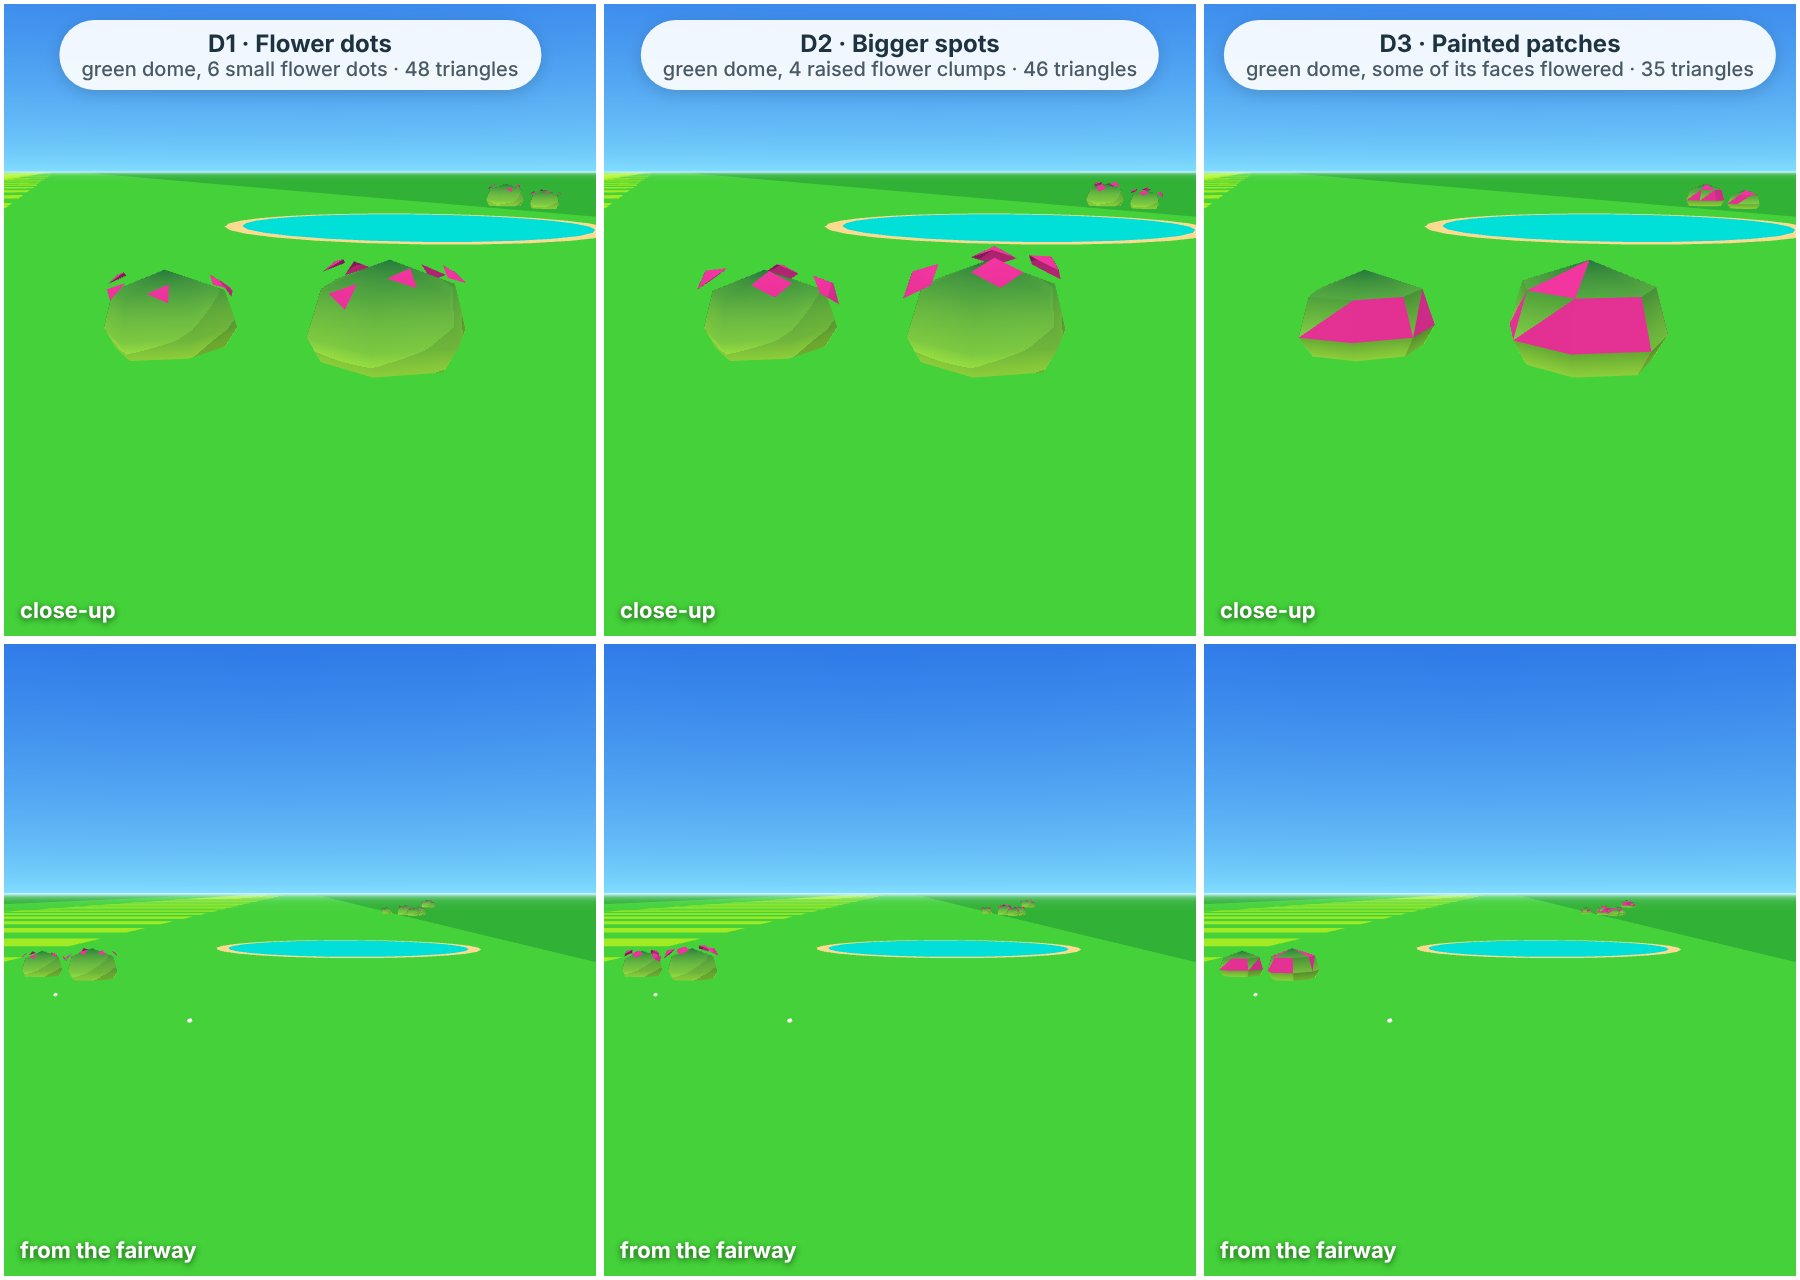 D1 · Flower dots
green dome, 6 small flower dots · 48 triangles
D2 · Bigger spots
green dome, 4 raised flower clumps · 46 triangles
D3 · Painted patches
green dome, some of its faces flowered · 35 triangles
close-up
close-up
close-up
from the fairway
from the fairway
from the fairway